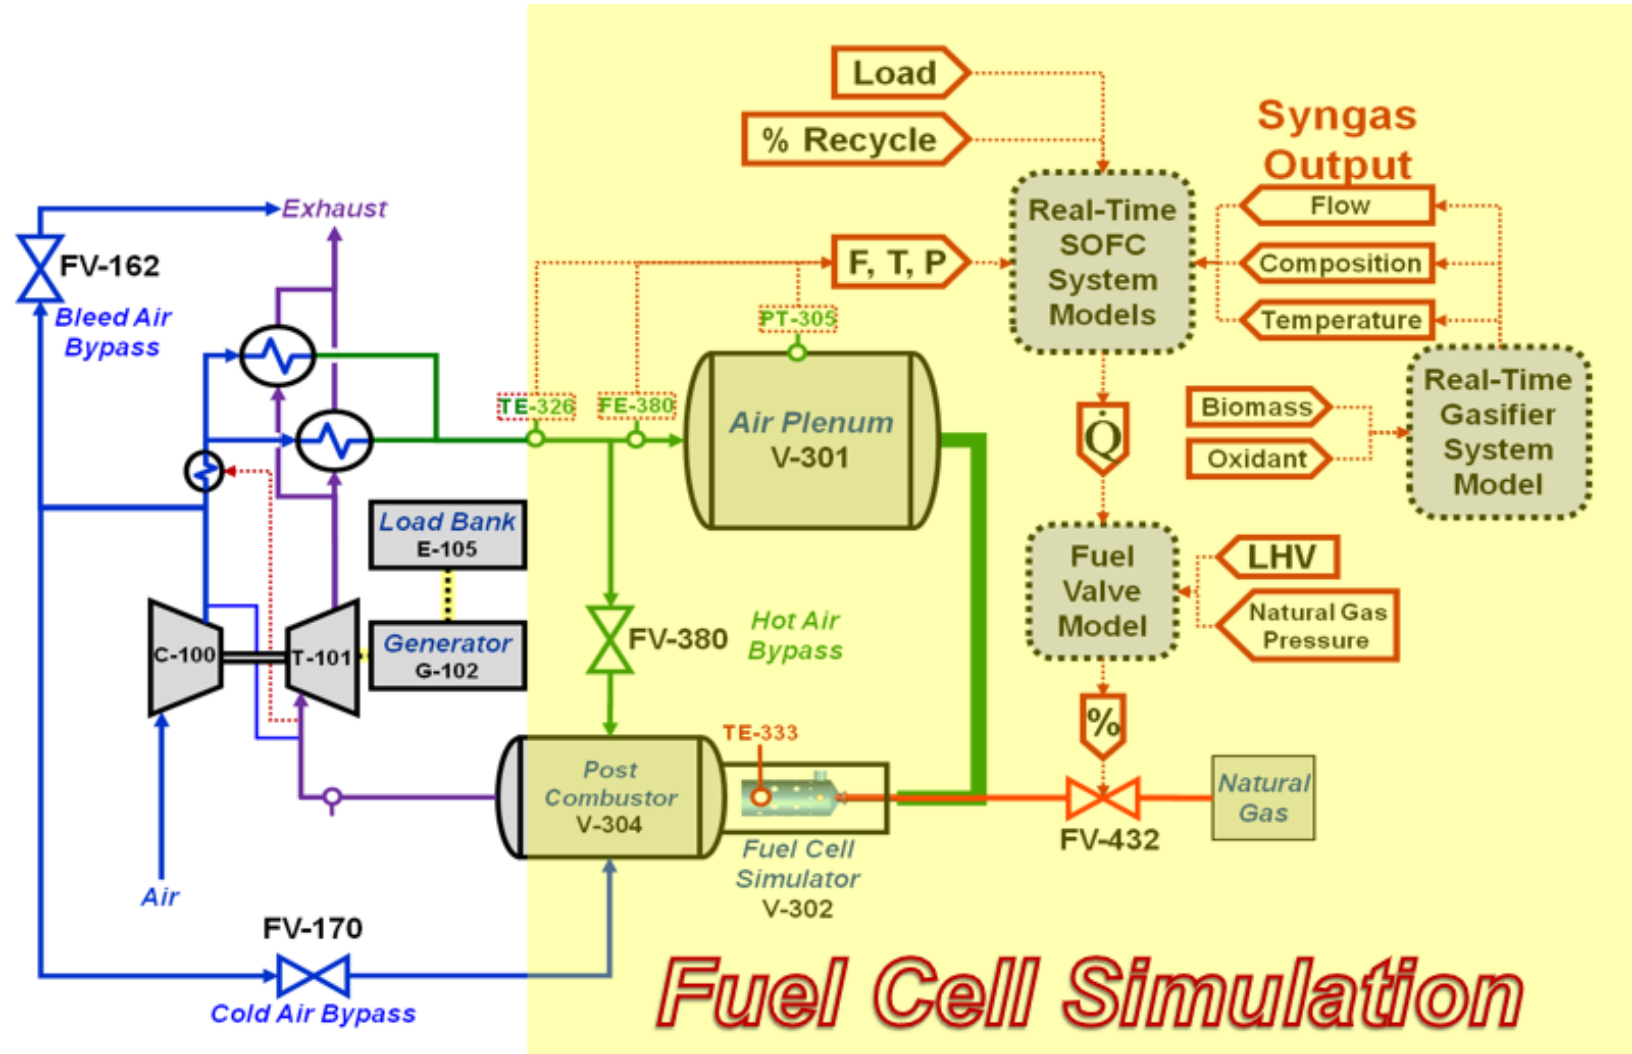 Load
% Recycle
Syngas
Output
Exhaust
FV-162
Bleed Air
Bypass
F, T, P
Real-Time
SOFC
System
Models
Flow
Composition
Temperature
PT-305
TE-326
FE-380
Air Plenum
V-301
Q̇
Biomass
Oxidant
Real-Time
Gasifier
System
Model
Load Bank
E-105
Generator
G-102
C-100
T-101
FV-380
Hot Air
Bypass
Fuel
Valve
Model
LHV
Natural Gas
Pressure
%
TE-333
Post
Combustor
V-304
Fuel Cell
Simulator
V-302
FV-432
Natural
Gas
Air
FV-170
Cold Air Bypass
Fuel Cell Simulation